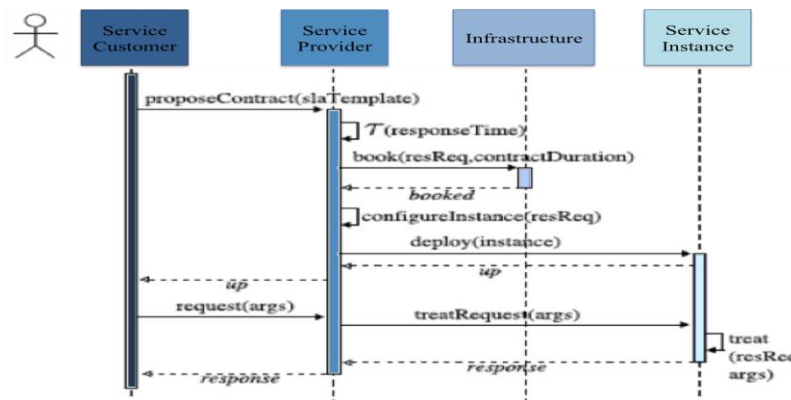 Service
Customer
Service
Provider
Infrastructure
Service
Instance
proposeContract(slaTemplate)
T(responseTime)
book(resReq,contractDuration)
booked
configureInstance(resReq)
deploy(instance)
up
up
request(args)
treatRequest(args)
treat
(resReq
args)
response
response